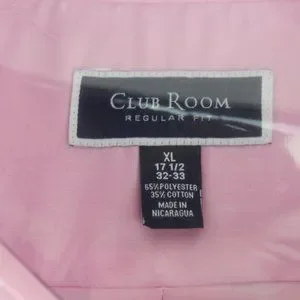 CLUB ROOM
REGULAR FIT
XL
17 1/2
32-33
65% POLYESTER
35% COTTON
MADE IN
NICARAGUA